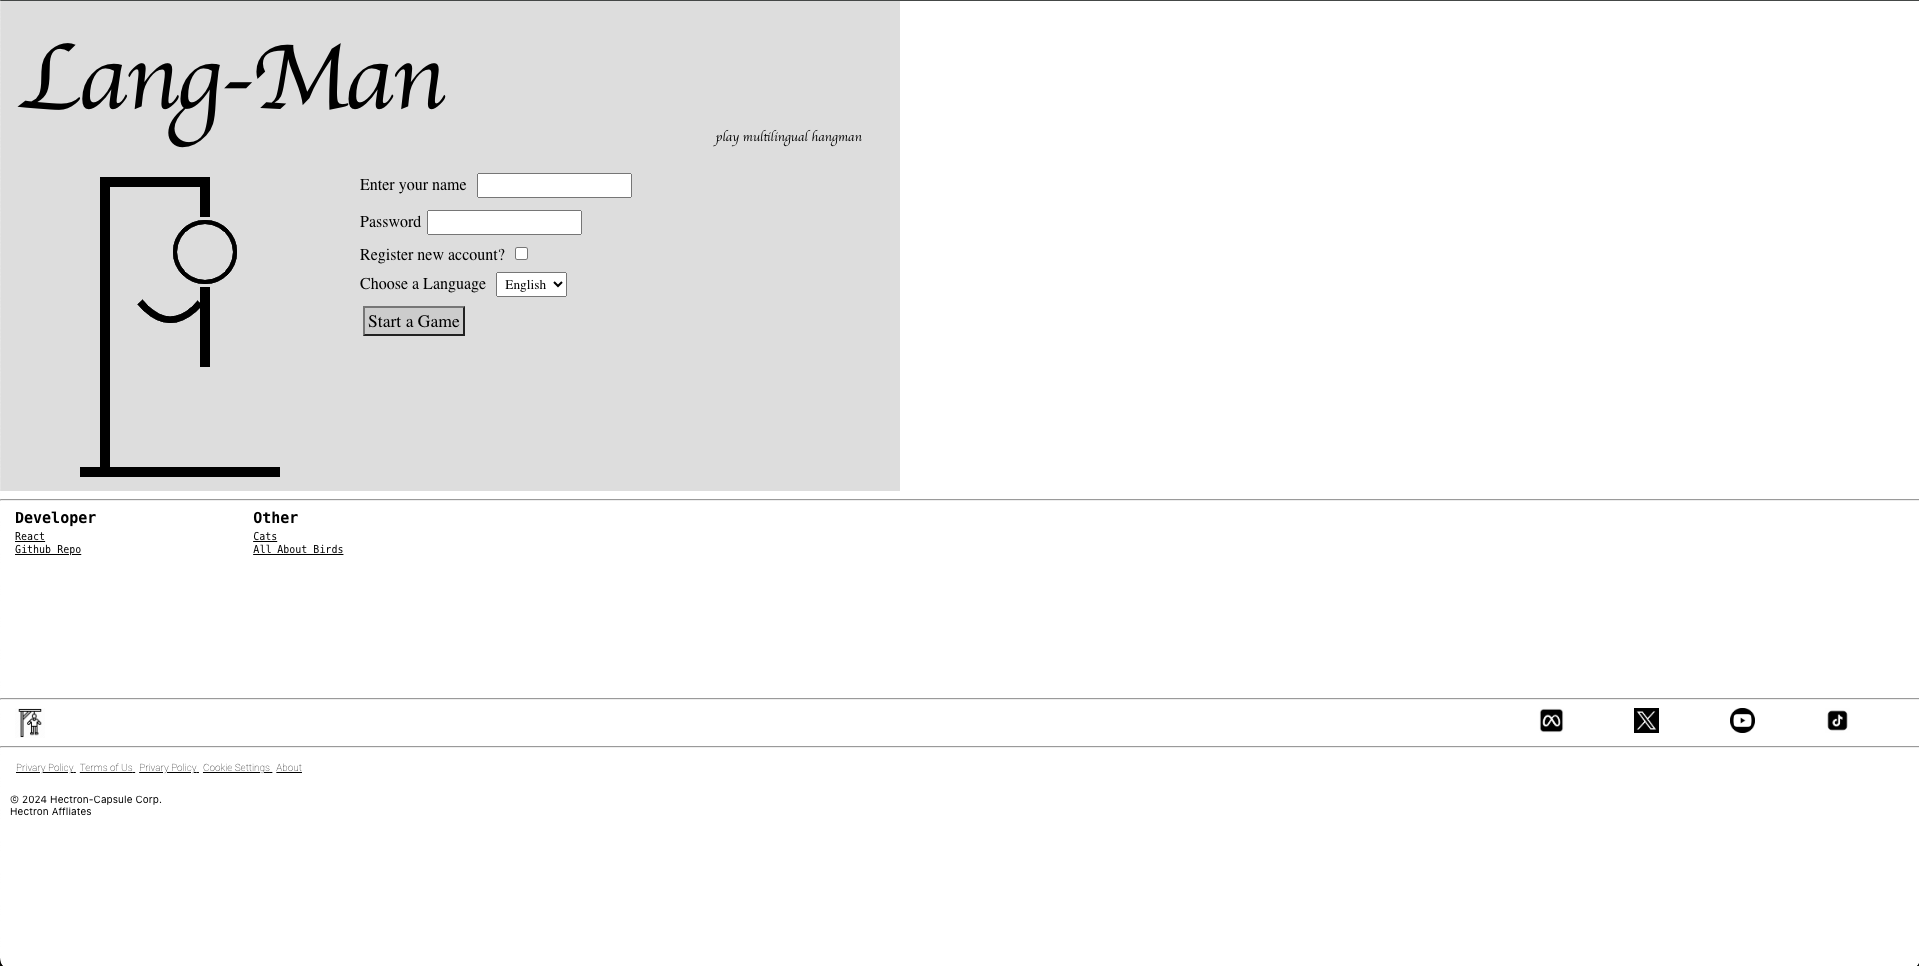 Lang-Man
play multilingual hangman
Enter your name
Password
Register new account?
Choose a Language English
Start a Game
Developer Other
React Cats
Github Repo All About Birds
Privary Policy Terms of Us Privary Policy Cookie Settings About
© 2024 Hectron-Capsule Corp.
Hectron Affliates